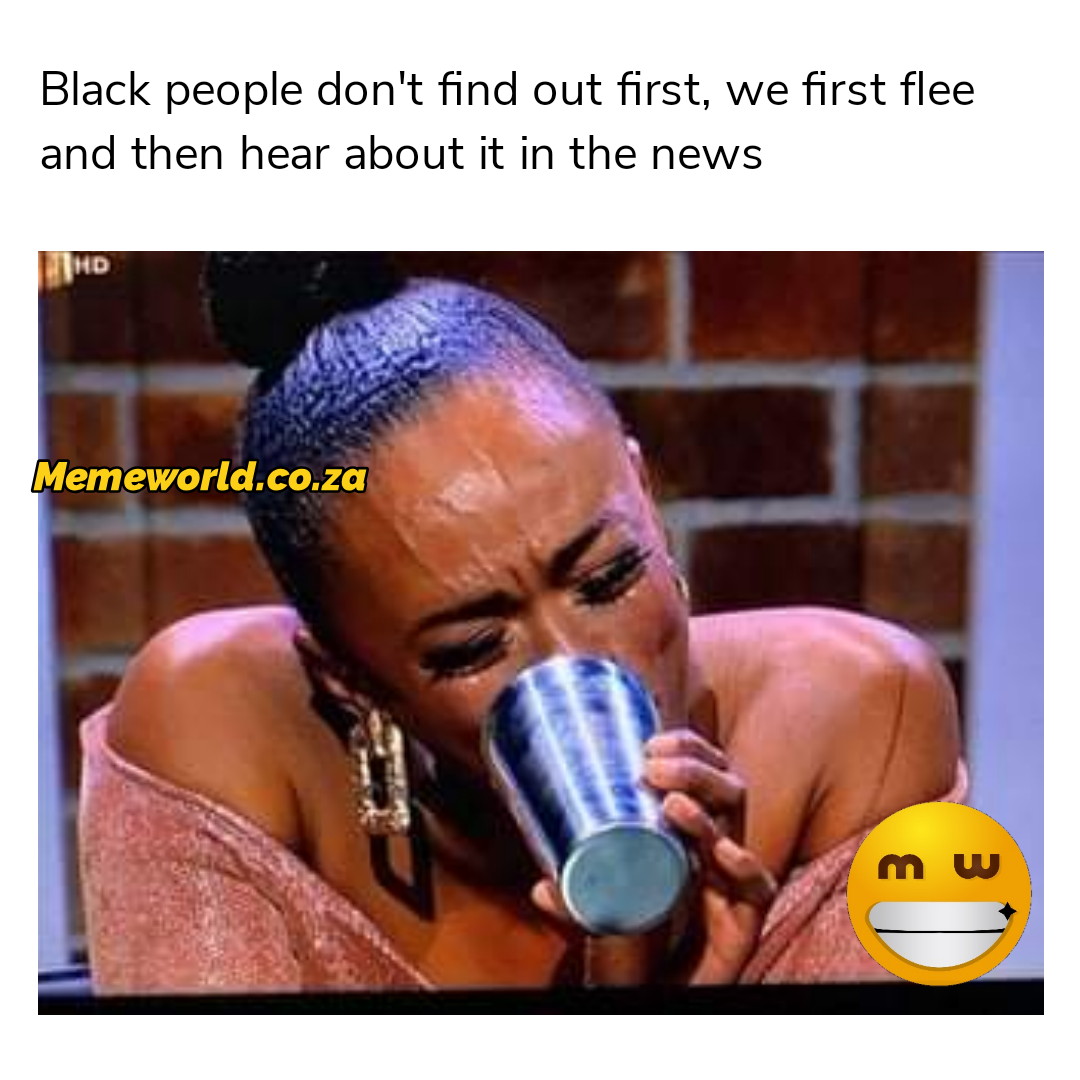 Black people don't find out first, we first flee
and then hear about it in the news
HD
Memeworld.co.za
m w